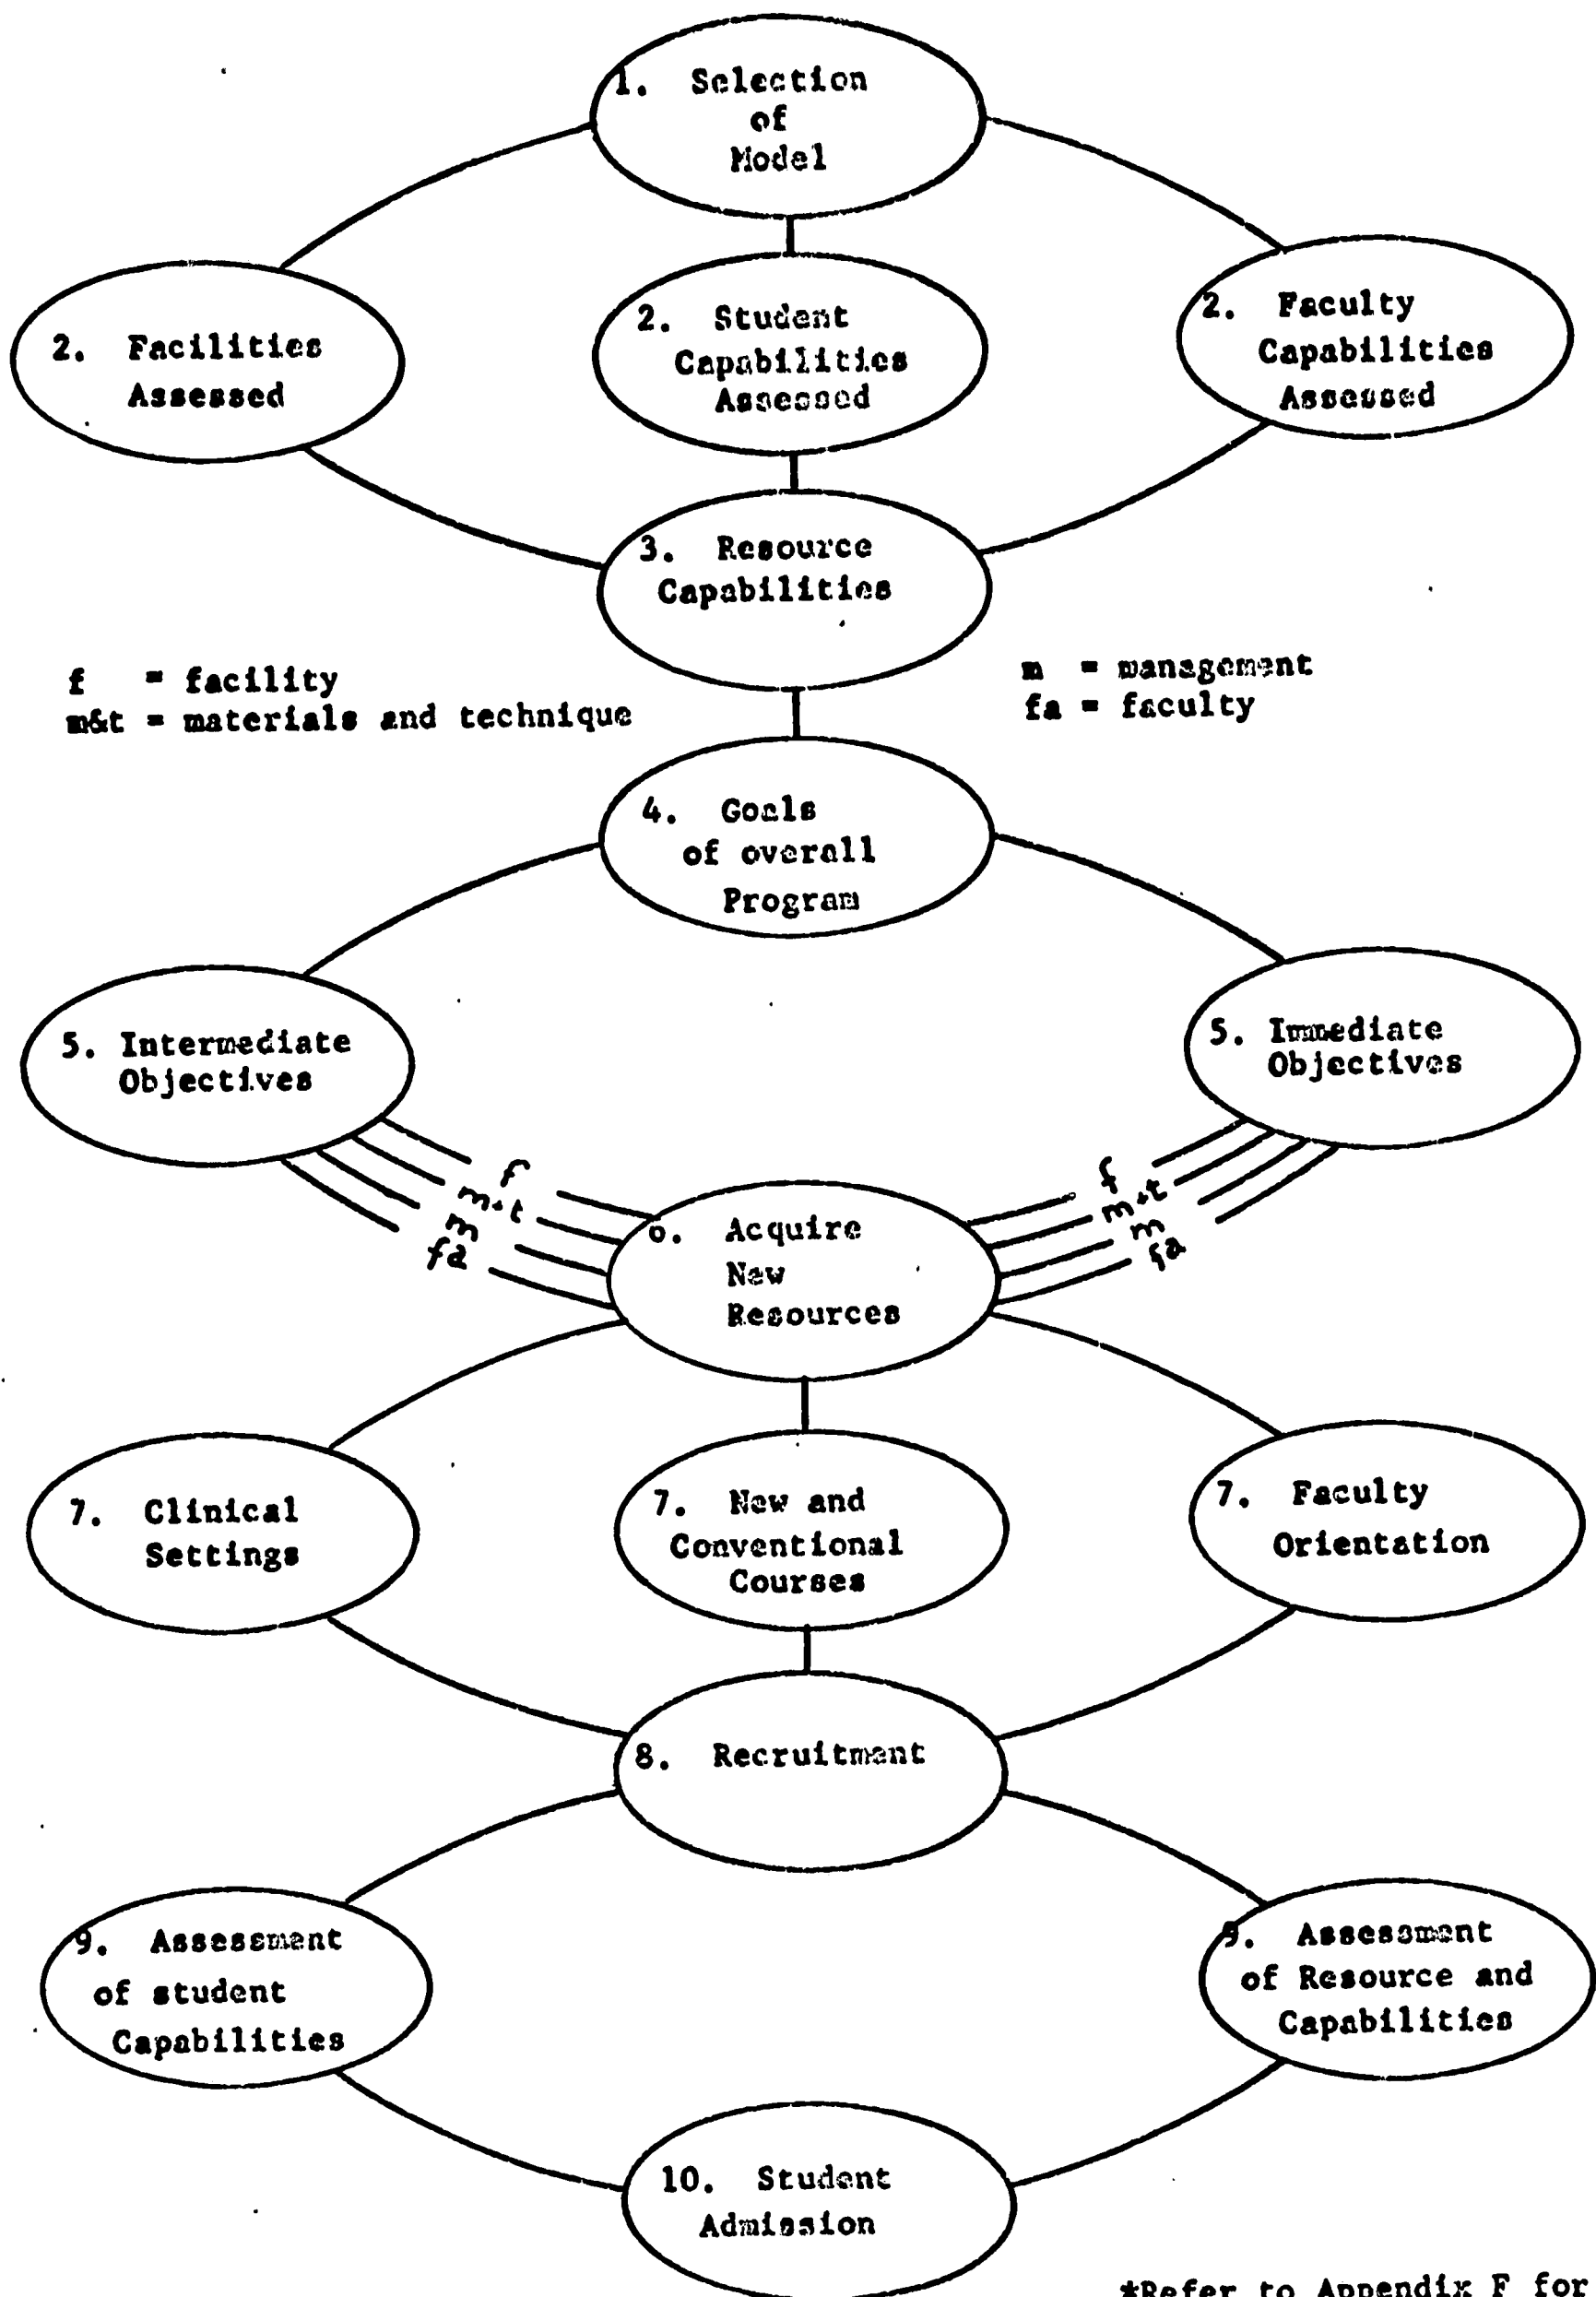 1. Selection
of
Model
2. Facilities
Assessed
2. Student
Capabilities
Assessed
2. Faculty
Capabilities
Assessed
3. Resource
Capabilities
f = facility
m&t = materials and technique
m = management
fa = faculty
4. Goals
of overall
Program
5. Intermediate
Objectives
5. Immediate
Objectives
f
m+t
m
fa
f
m+t
m
fa
6. Acquire
New
Resources
7. Clinical
Settings
7. New and
Conventional
Courses
7. Faculty
Orientation
8. Recruitment
9. Assessment
of student
Capabilities
9. Assessment
of Resource and
Capabilities
10. Student
Admission
*Refer to Appendix F for